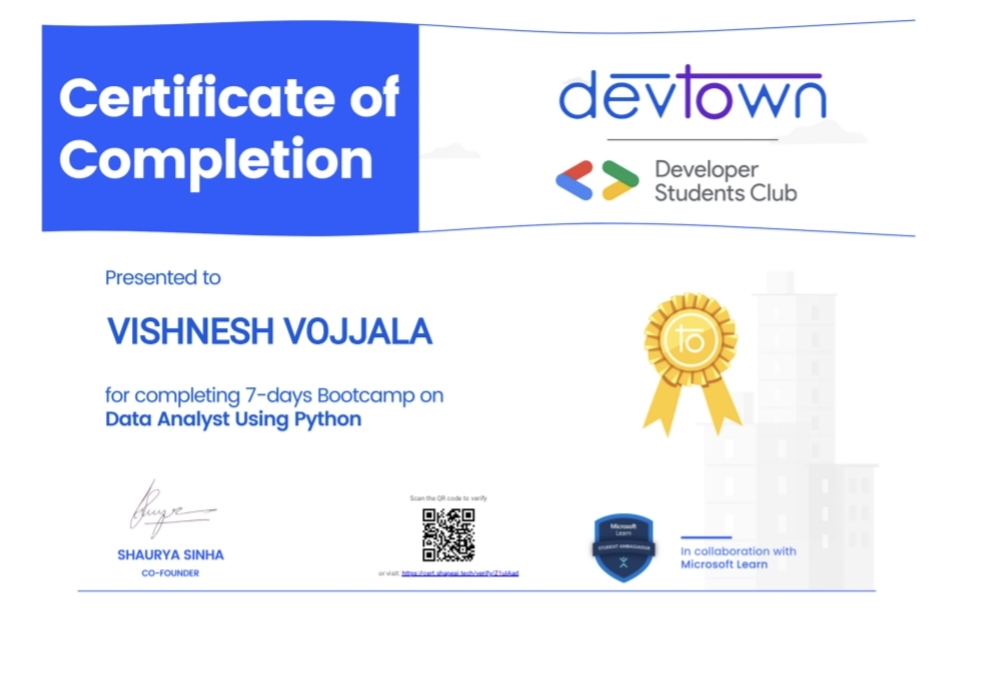 Certificate of
Completion
devtown
Developer
Students Club
Presented to
VISHNESH VOJJALA
for completing 7-days Bootcamp on
Data Analyst Using Python
to
SHAURYA SINHA
CO-FOUNDER
Scan the QR code to verify
or visit:
Microsoft
Learn
STUDENT AMBASSADOR
In collaboration with
Microsoft Learn